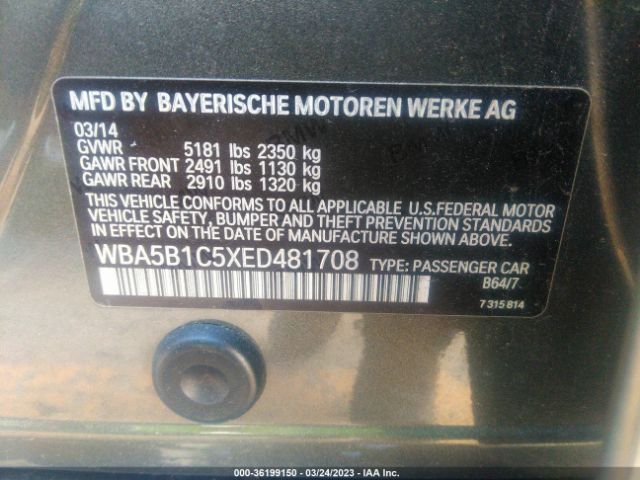 MFD BY BAYERISCHE MOTOREN WERKE AG
03/14
GVWR 5181 lbs 2350 kg
GAWR FRONT 2491 lbs 1130 kg
GAWR REAR 2910 lbs 1320 kg
THIS VEHICLE CONFORMS TO ALL APPLICABLE U.S.FEDERAL MOTOR
VEHICLE SAFETY, BUMPER AND THEFT PREVENTION STANDARDS
IN EFFECT ON THE DATE OF MANUFACTURE SHOWN ABOVE.
WBA5B1C5XED481708 TYPE: PASSENGER CAR
B64/7
7315814
000-36199150 - 03/24/2023 - IAA Inc.